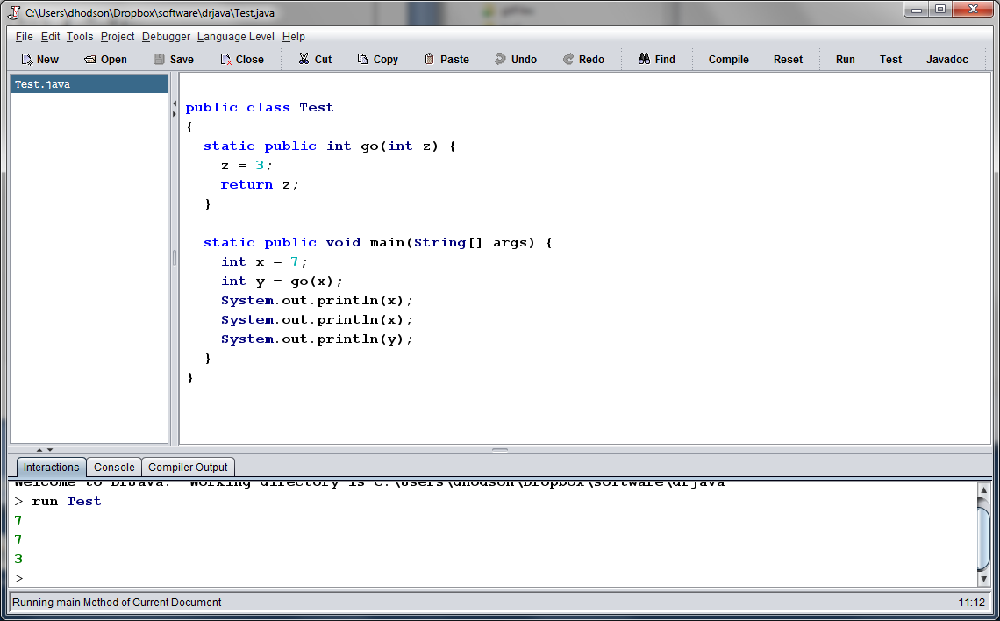 C:\Users\dhodson\Dropbox\software\drjava\Test.java
File Edit Tools Project Debugger Language Level Help
New Open Save Close Cut Copy Paste Undo Redo Find Compile Reset Run Test Javadoc
Test.java
public class Test
{
static public int go(int z) {
z = 3;
return z;
}
static public void main(String[] args) {
int x = 7;
int y = go(x);
System.out.println(x);
System.out.println(x);
System.out.println(y);
}
}
Interactions Console Compiler Output
Welcome to DrJava. Working directory is C:\Users\dhodson\Dropbox\software\drjava
> run Test
7
7
3
>
Running main Method of Current Document 11:12